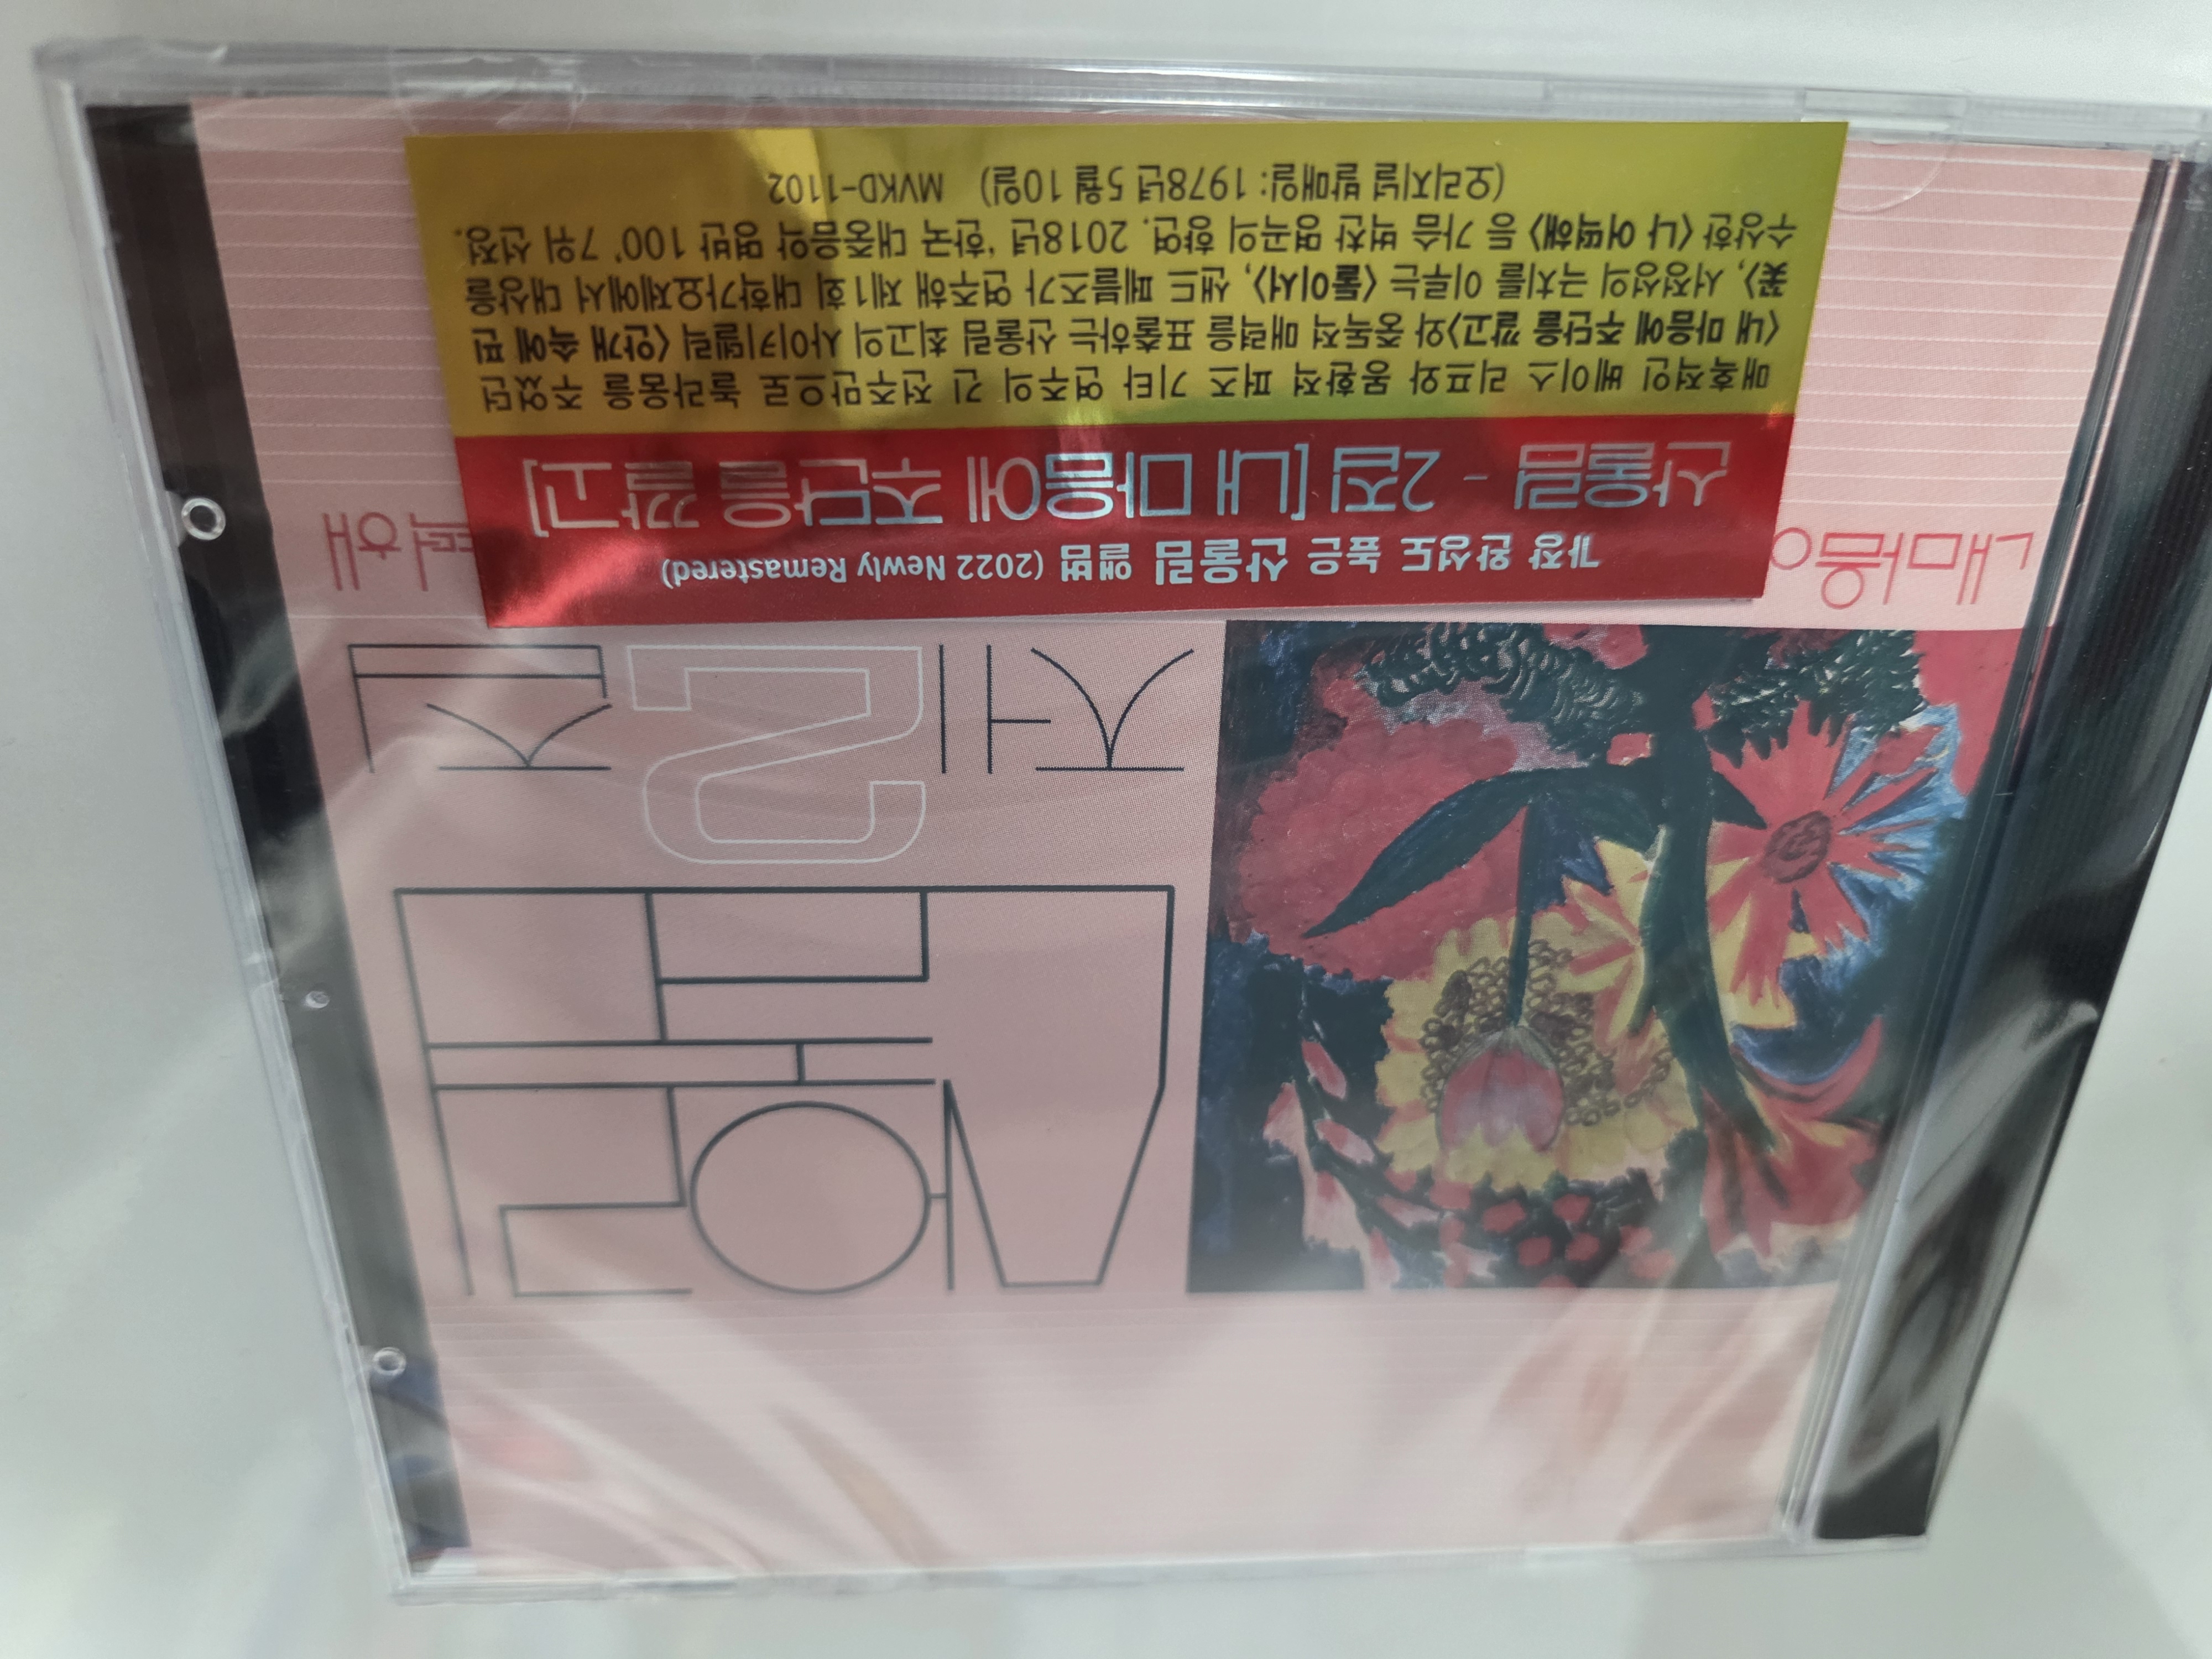 산울림
제2집
내마음
해
가장 완성도 높은 산울림 앨범 (2022 Newly Remastered)
산울림 - 2집 [내 마음에 주단을 깔고]
매혹적인 베이스 리프와 몽환적 퍼즈 기타 연주의 긴 전주만으로 놀라움을 주었던
〈내 마음에 주단을 깔고〉와 중독적 매력을 표출하는 산울림 최고의 사이키델릭 〈안개 속에 핀
꽃〉, 서정성의 극치를 이루는 〈둘이서〉, 샌드 페블즈가 연주해 제1회 대학가요제에서 대상을
수상한 〈나 어떡해〉 등 가슴 벅찬 명곡의 향연. 2018년 '한국 대중음악 명반 100' 7위 선정.
(오리지널 발매일: 1978년 5월 10일) MVKD-1102